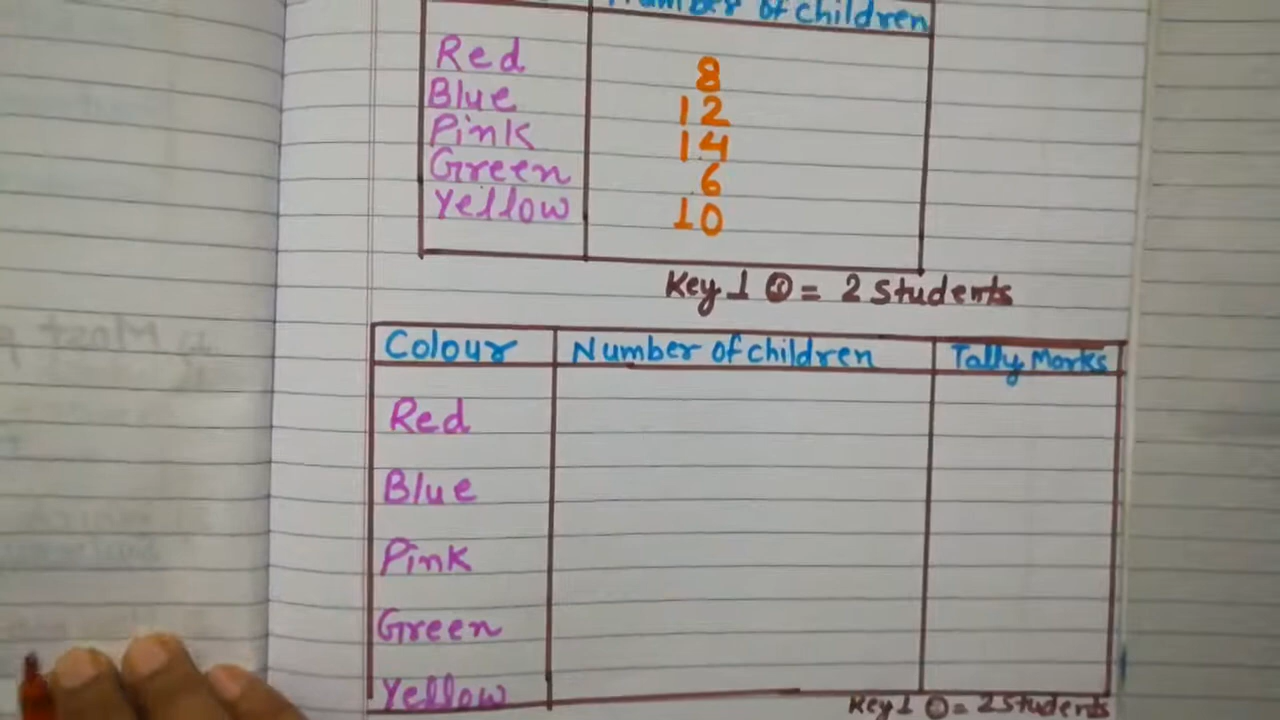 Number of children
Red 8
Blue 12
Pink 14
Green 6
Yellow 10
Key 1 = 2 Students
Colour Number of children Tally Marks
Red
Blue
Pink
Green
Yellow
Key 1 = 2 Students